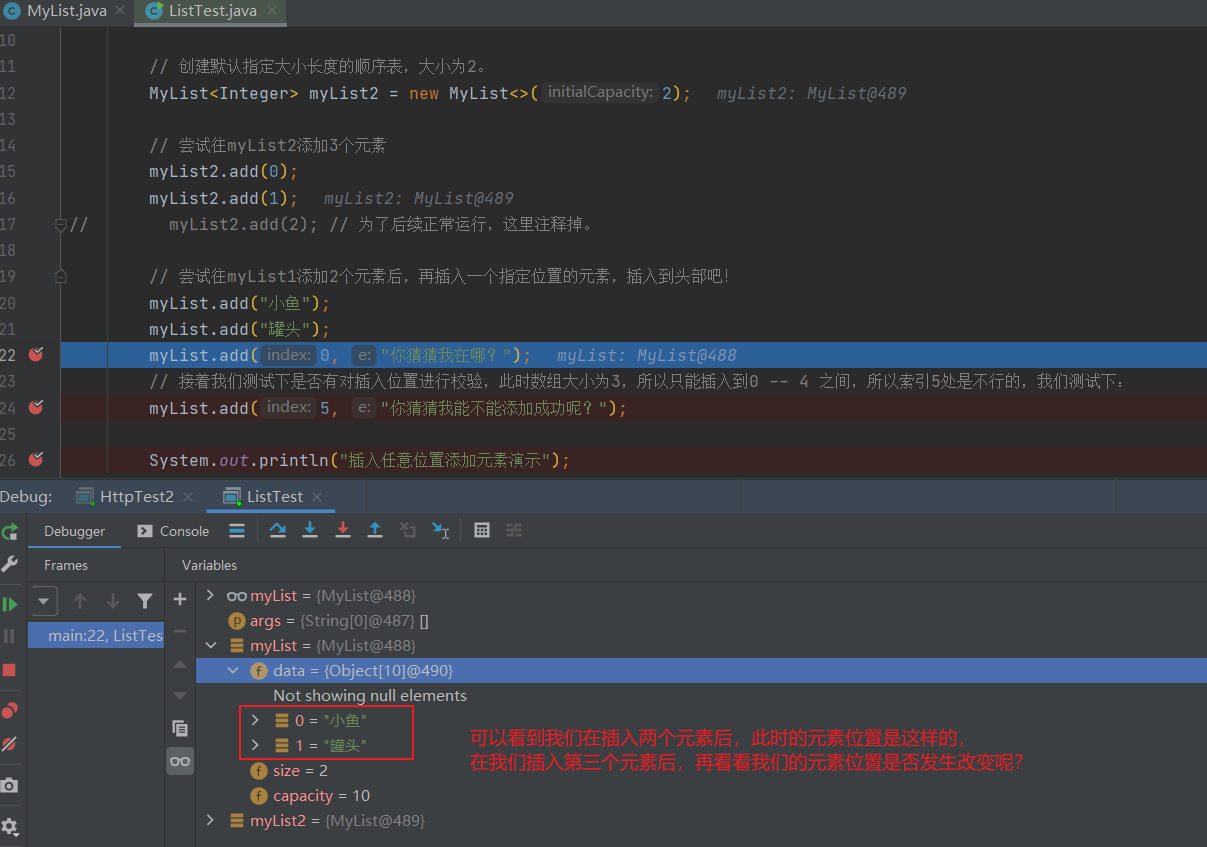 MyList.java
ListTest.java
10
11 // 创建默认指定大小长度的顺序表，大小为2。
12 MyList<Integer> myList2 = new MyList<>( initialCapacity: 2); myList2: MyList@489
13
14 // 尝试往myList2添加3个元素
15 myList2.add(0);
16 myList2.add(1); myList2: MyList@489
17 // myList2.add(2); // 为了后续正常运行，这里注释掉。
18
19 // 尝试往myList1添加2个元素后，再插入一个指定位置的元素，插入到头部吧！
20 myList.add("小鱼");
21 myList.add("罐头");
22 myList.add( index: 0, e: "你猜猜我在哪？"); myList: MyList@488
23 // 接着我们测试下是否有对插入位置进行校验，此时数组大小为3，所以只能插入到0 -- 4 之间，所以索引5处是不行的，我们测试下：
24 myList.add( index: 5, e: "你猜猜我能不能添加成功呢？");
25
26 System.out.println("插入任意位置添加元素演示");
Debug: HttpTest2 ListTest
Debugger Console
Frames Variables
main:22, ListTes
myList = {MyList@488}
args = {String[0]@487} []
myList = {MyList@488}
data = {Object[10]@490}
Not showing null elements
0 = "小鱼"
1 = "罐头"
size = 2
capacity = 10
myList2 = {MyList@489}
可以看到我们在插入两个元素后，此时的元素位置是这样的，
在我们插入第三个元素后，再看看我们的元素位置是否发生改变呢？